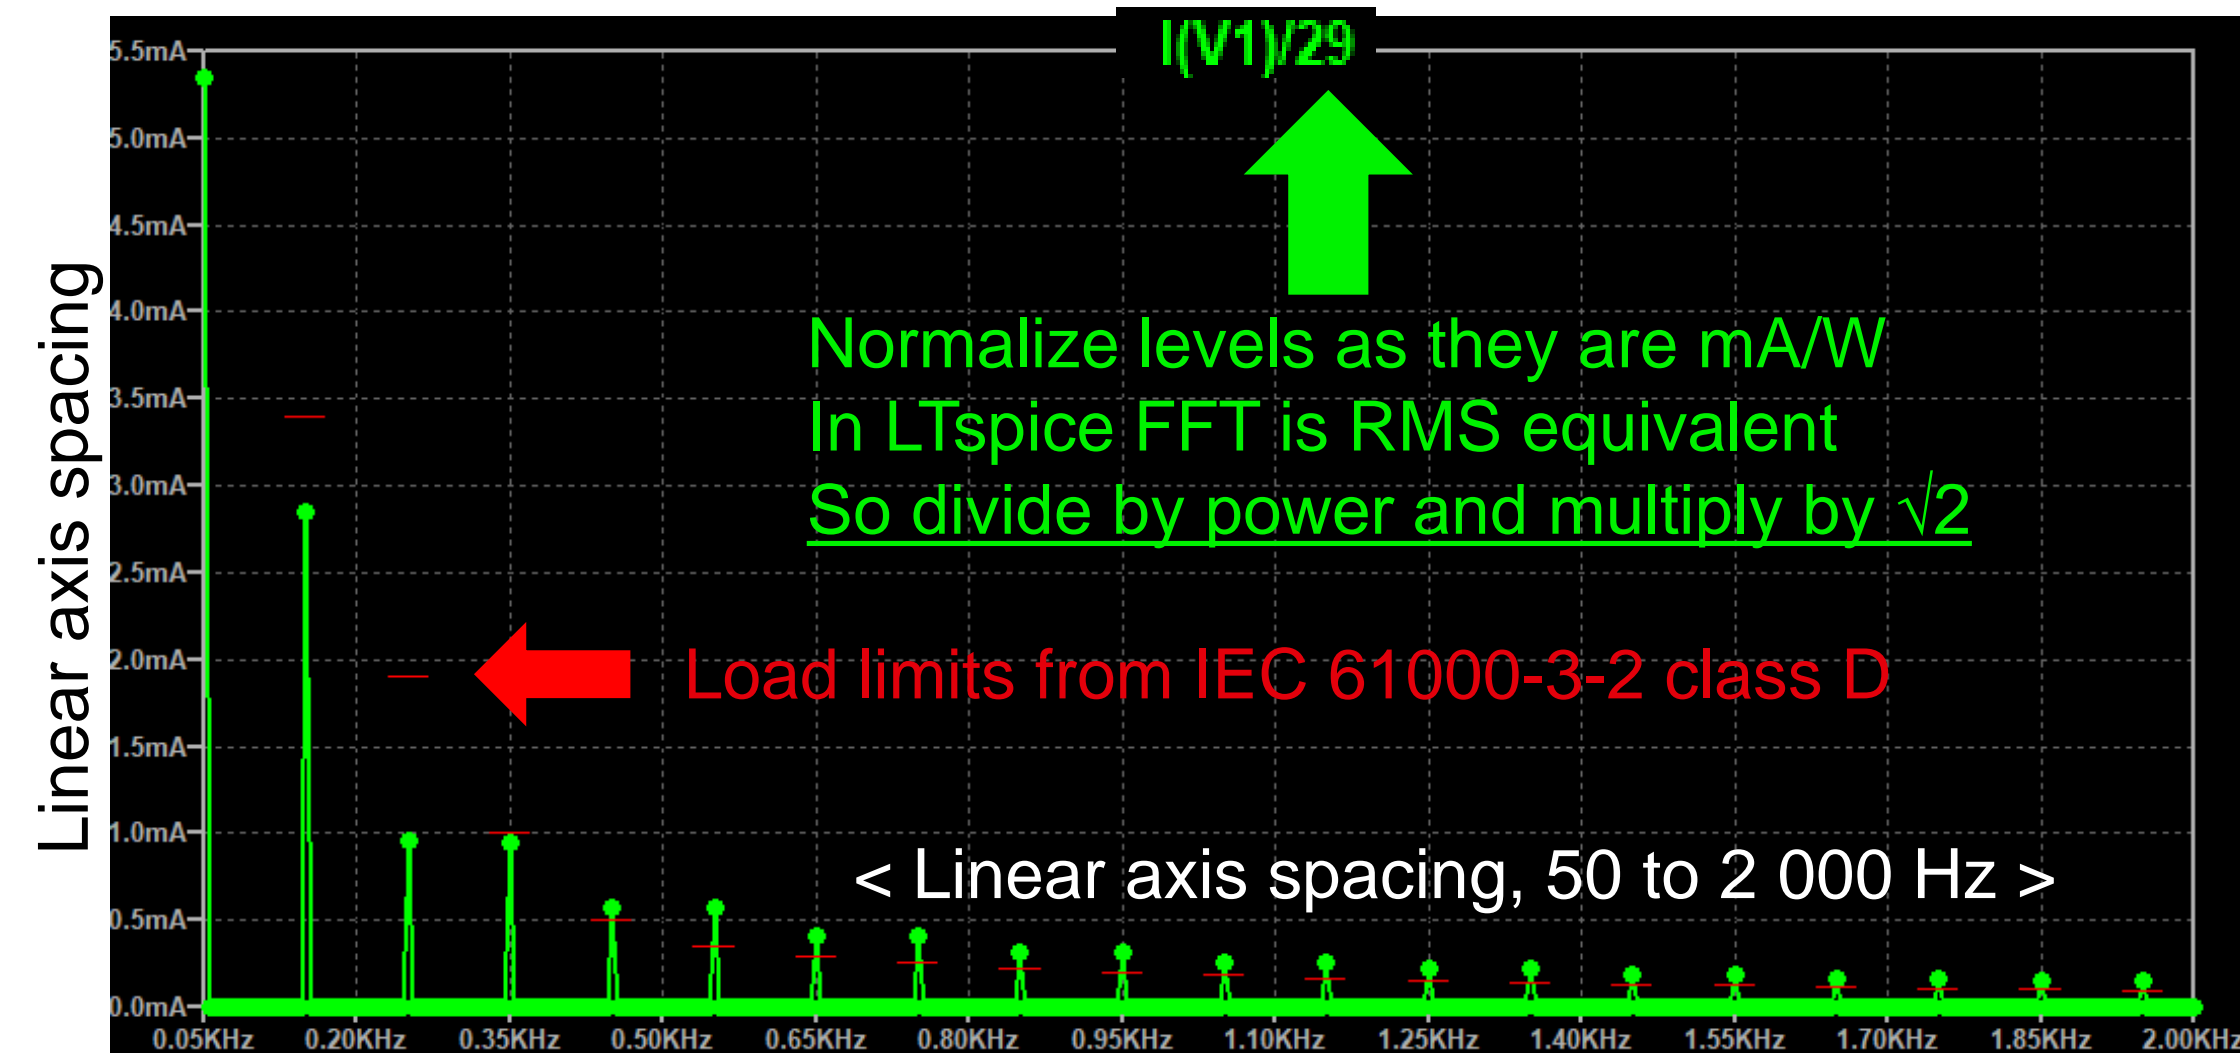 I(V1)/29
5.5mA
5.0mA
4.5mA
4.0mA
3.5mA
3.0mA
2.5mA
2.0mA
1.5mA
1.0mA
0.5mA
0.0mA
Linear axis spacing
Normalize levels as they are mA/W
In LTspice FFT is RMS equivalent
So divide by power and multiply by √2
Load limits from IEC 61000-3-2 class D
< Linear axis spacing, 50 to 2 000 Hz >
0.05KHz 0.20KHz 0.35KHz 0.50KHz 0.65KHz 0.80KHz 0.95KHz 1.10KHz 1.25KHz 1.40KHz 1.55KHz 1.70KHz 1.85KHz 2.00KHz